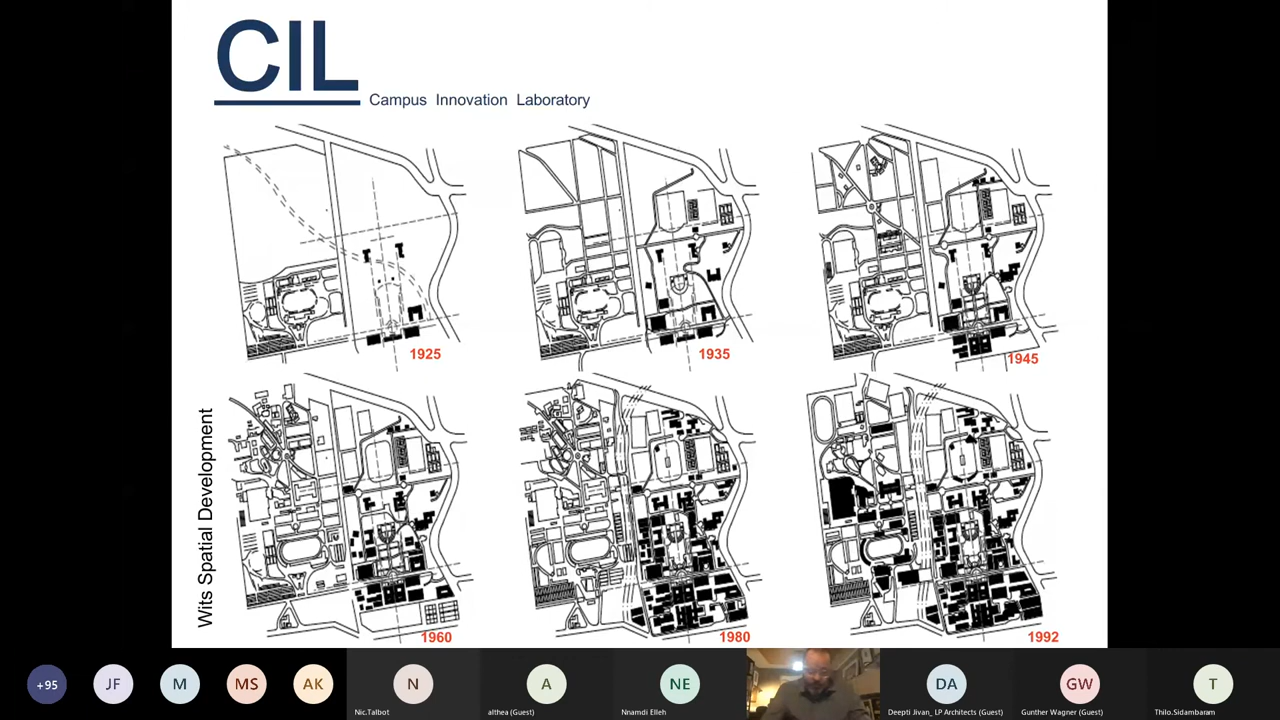 CIL
Campus Innovation Laboratory
1925
1935
1945
Wits Spatial Development
1960
1980
1992
+95
JF
M
MS
AK
N
A
NE
DA
GW
T
Nic.Talbot
althea (Guest)
Nnamdi Elleh
Deepti Jivan_ LP Architects (Guest)
Gunther Wagner (Guest)
Thilo.Sidambaram